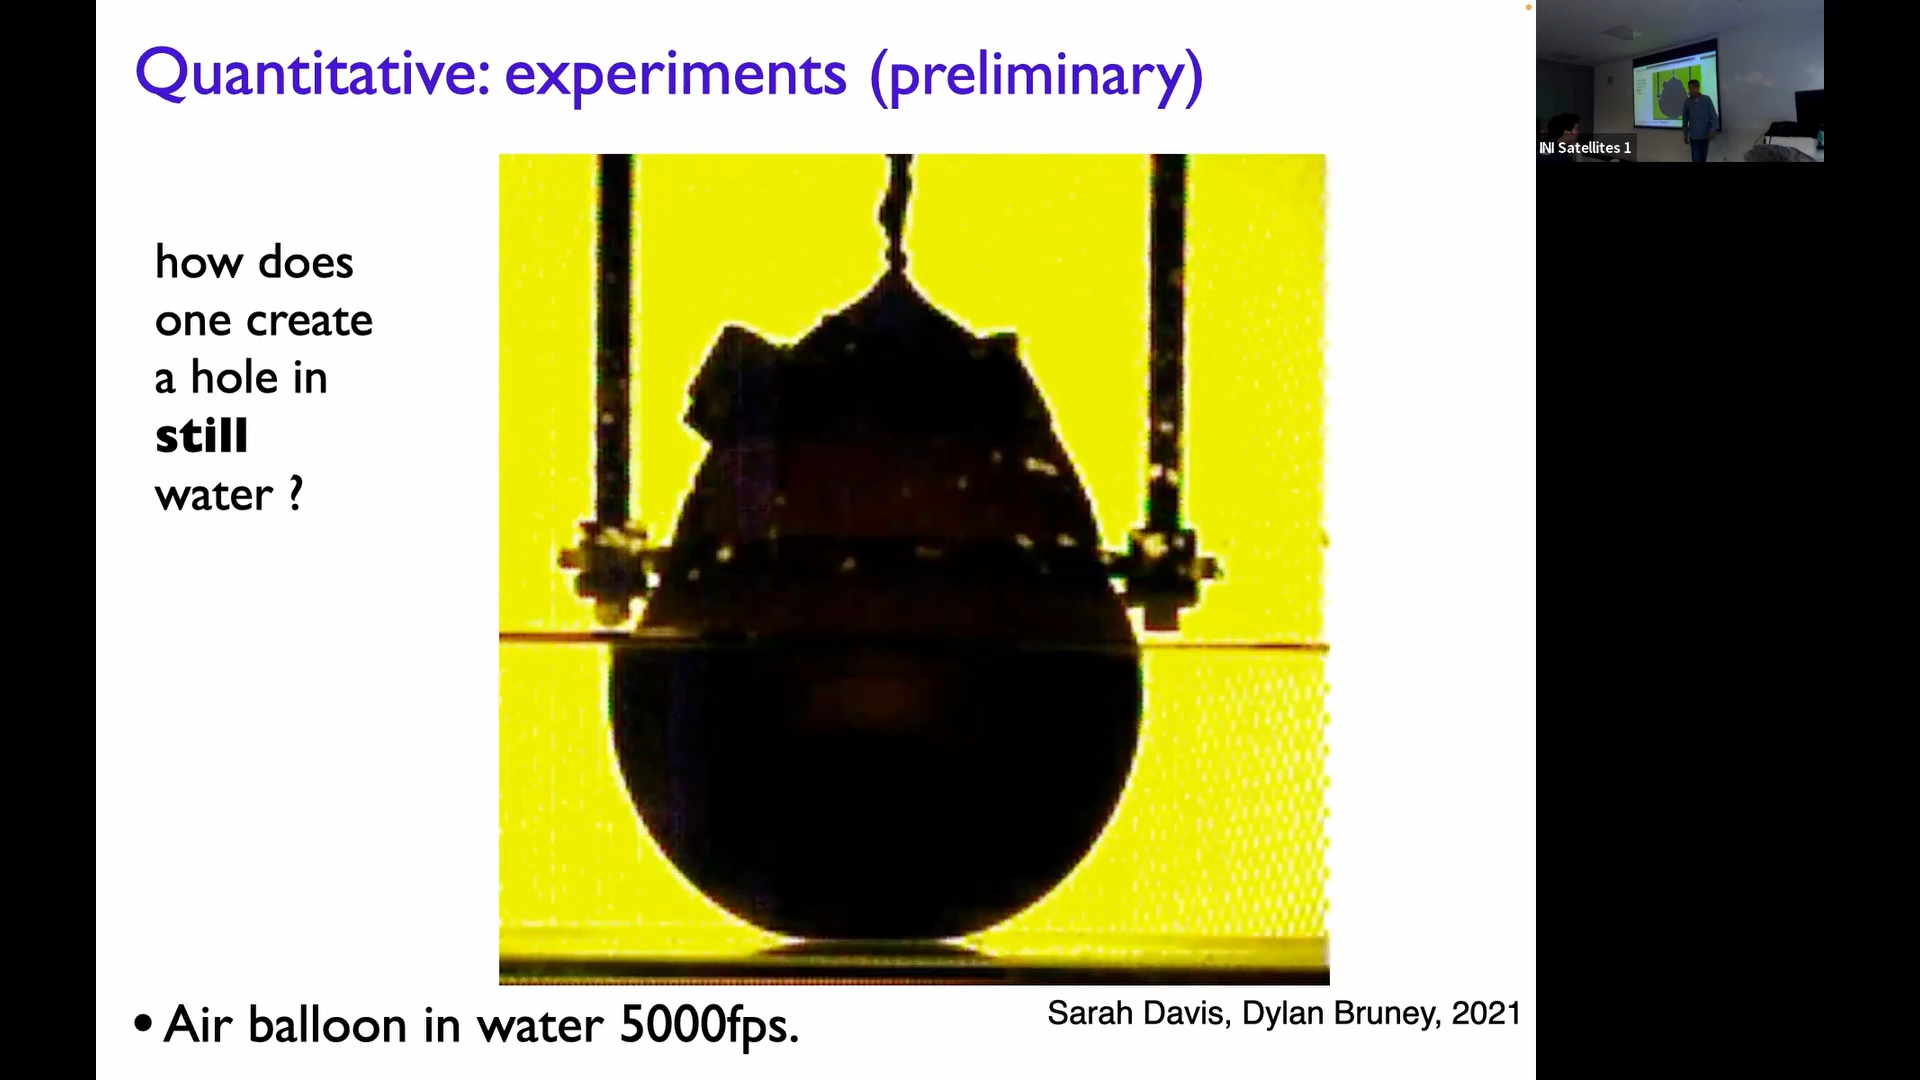 Quantitative: experiments (preliminary)
INI Satellites 1
how does
one create
a hole in
still
water ?
• Air balloon in water 5000fps.
Sarah Davis, Dylan Bruney, 2021